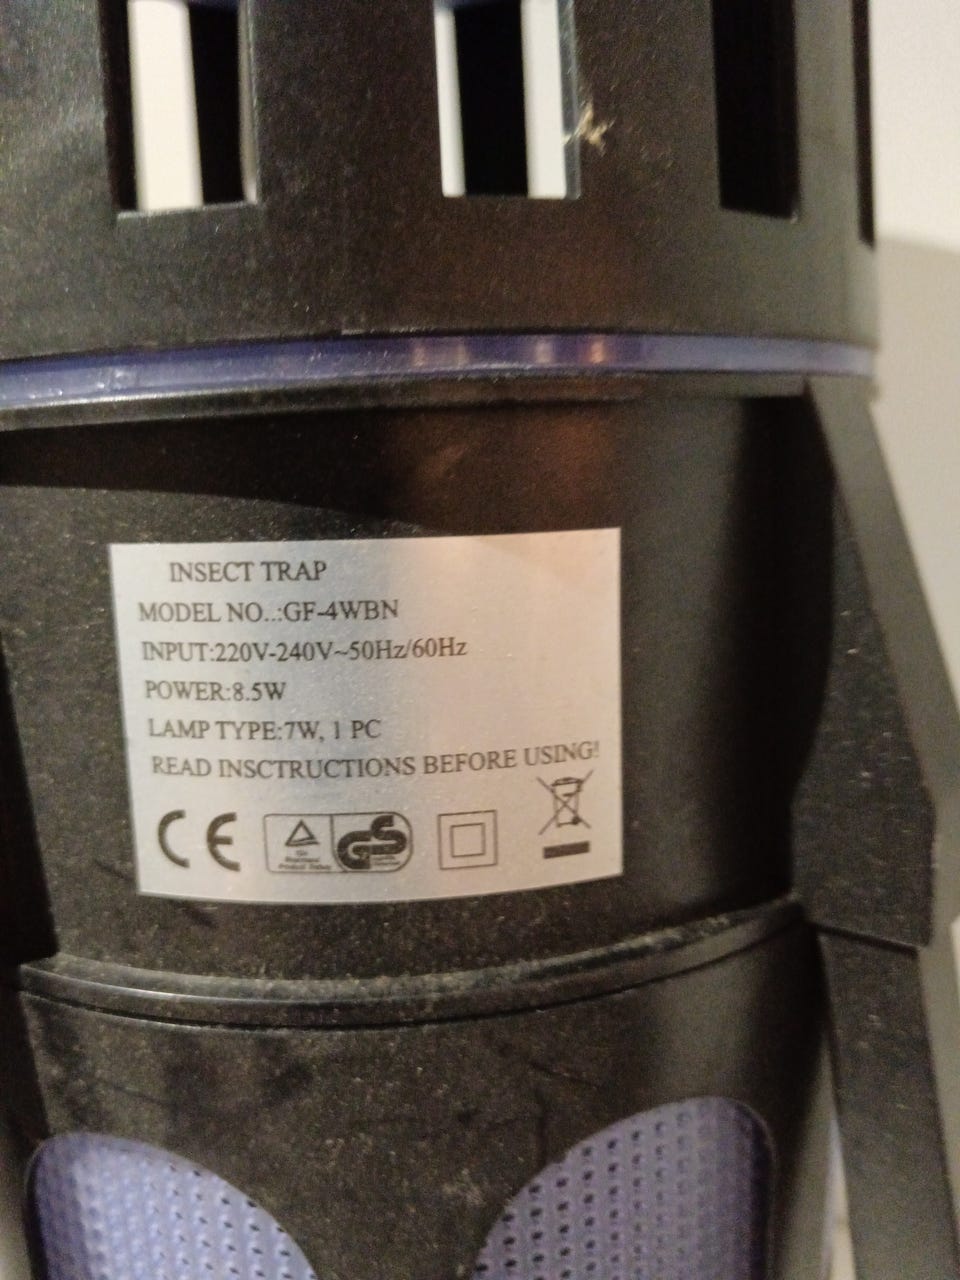 INSECT TRAP
MODEL NO..:GF-4WBN
INPUT:220V-240V~50Hz/60Hz
POWER:8.5W
LAMP TYPE:7W, 1 PC
READ INSCTRUCTIONS BEFORE USING!
CE
GS